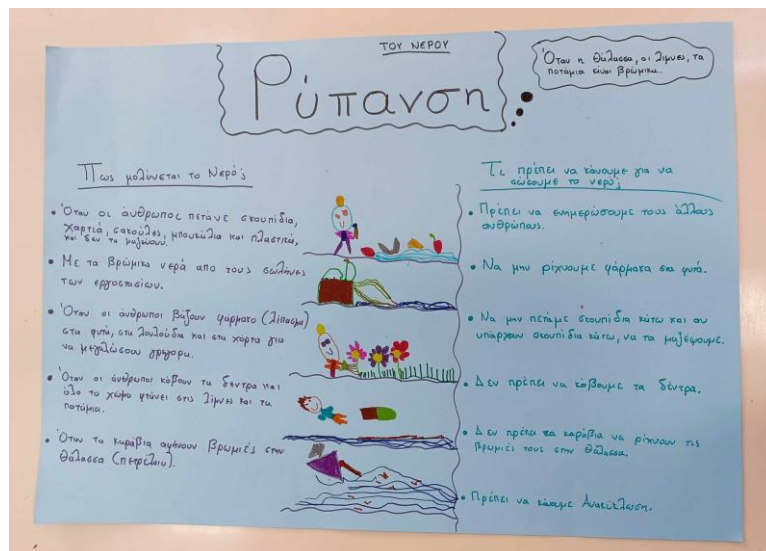 ΤΟΥ ΝΕΡΟΥ
Ρύπανση
Όταν η θάλασσα, οι λίμνες, τα
ποτάμια είναι βρώμικα..
Πως μολύνεται το Νερό;
• Όταν οι άνθρωποι πετάνε σκουπίδια,
χαρτιά, σακούλες, μπουκάλια και πλαστικά,
και δεν τα μαζεύουν.
• Με τα βρώμικα νερά απο τους σωλήνες
των εργοστασίων.
• Όταν οι άνθρωποι βάζουν φάρμακο (λίπασμα)
στα φυτά, στα λουλούδια και στα χόρτα για
να μεγαλώσουν γρήγορα.
• Όταν οι άνθρωποι κόβουν τα δέντρα και
όλο το χώμα φτάνει στις λίμνες και τα
ποτάμια.
• Όταν τα καράβια αφήνουν βρωμιές στην
θάλασσα (πετρέλαιο).
Τι πρέπει να κάνουμε για να
σώσουμε το νερό;
• Πρέπει να ενημερώσουμε τους άλλους
ανθρώπους.
• Να μην ρίχνουμε φάρμακα στα φυτά.
• Να μην πετάμε σκουπίδια κάτω και αν
υπάρχουν σκουπίδια κάτω, να τα μαζέψουμε.
• Δεν πρέπει να κόβουμε τα δέντρα.
• Δεν πρέπει τα καράβια να ρίχνουν τις
βρωμιές τους στην θάλασσα.
• Πρέπει να κάνουμε Ανακύκλωση.